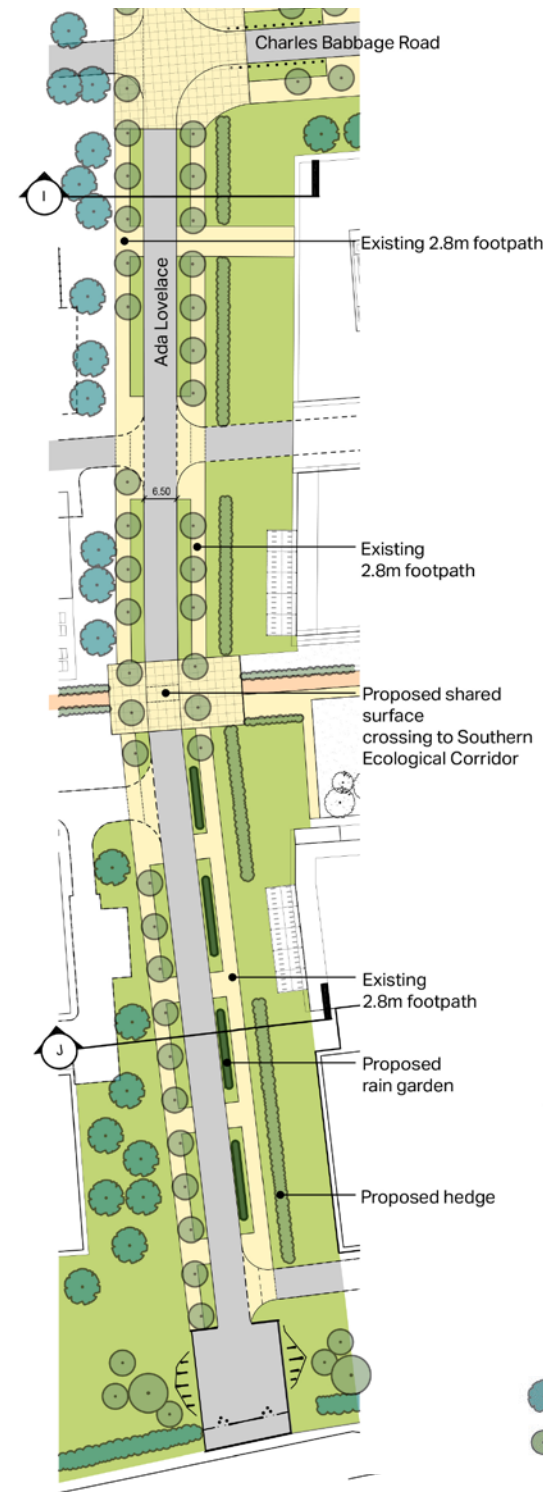 Charles Babbage Road
I
Existing 2.8m footpath
Ada Lovelace
6.50
Existing
2.8m footpath
Proposed shared
surface
crossing to Southern
Ecological Corridor
Existing
2.8m footpath
J
Proposed
rain garden
Proposed hedge